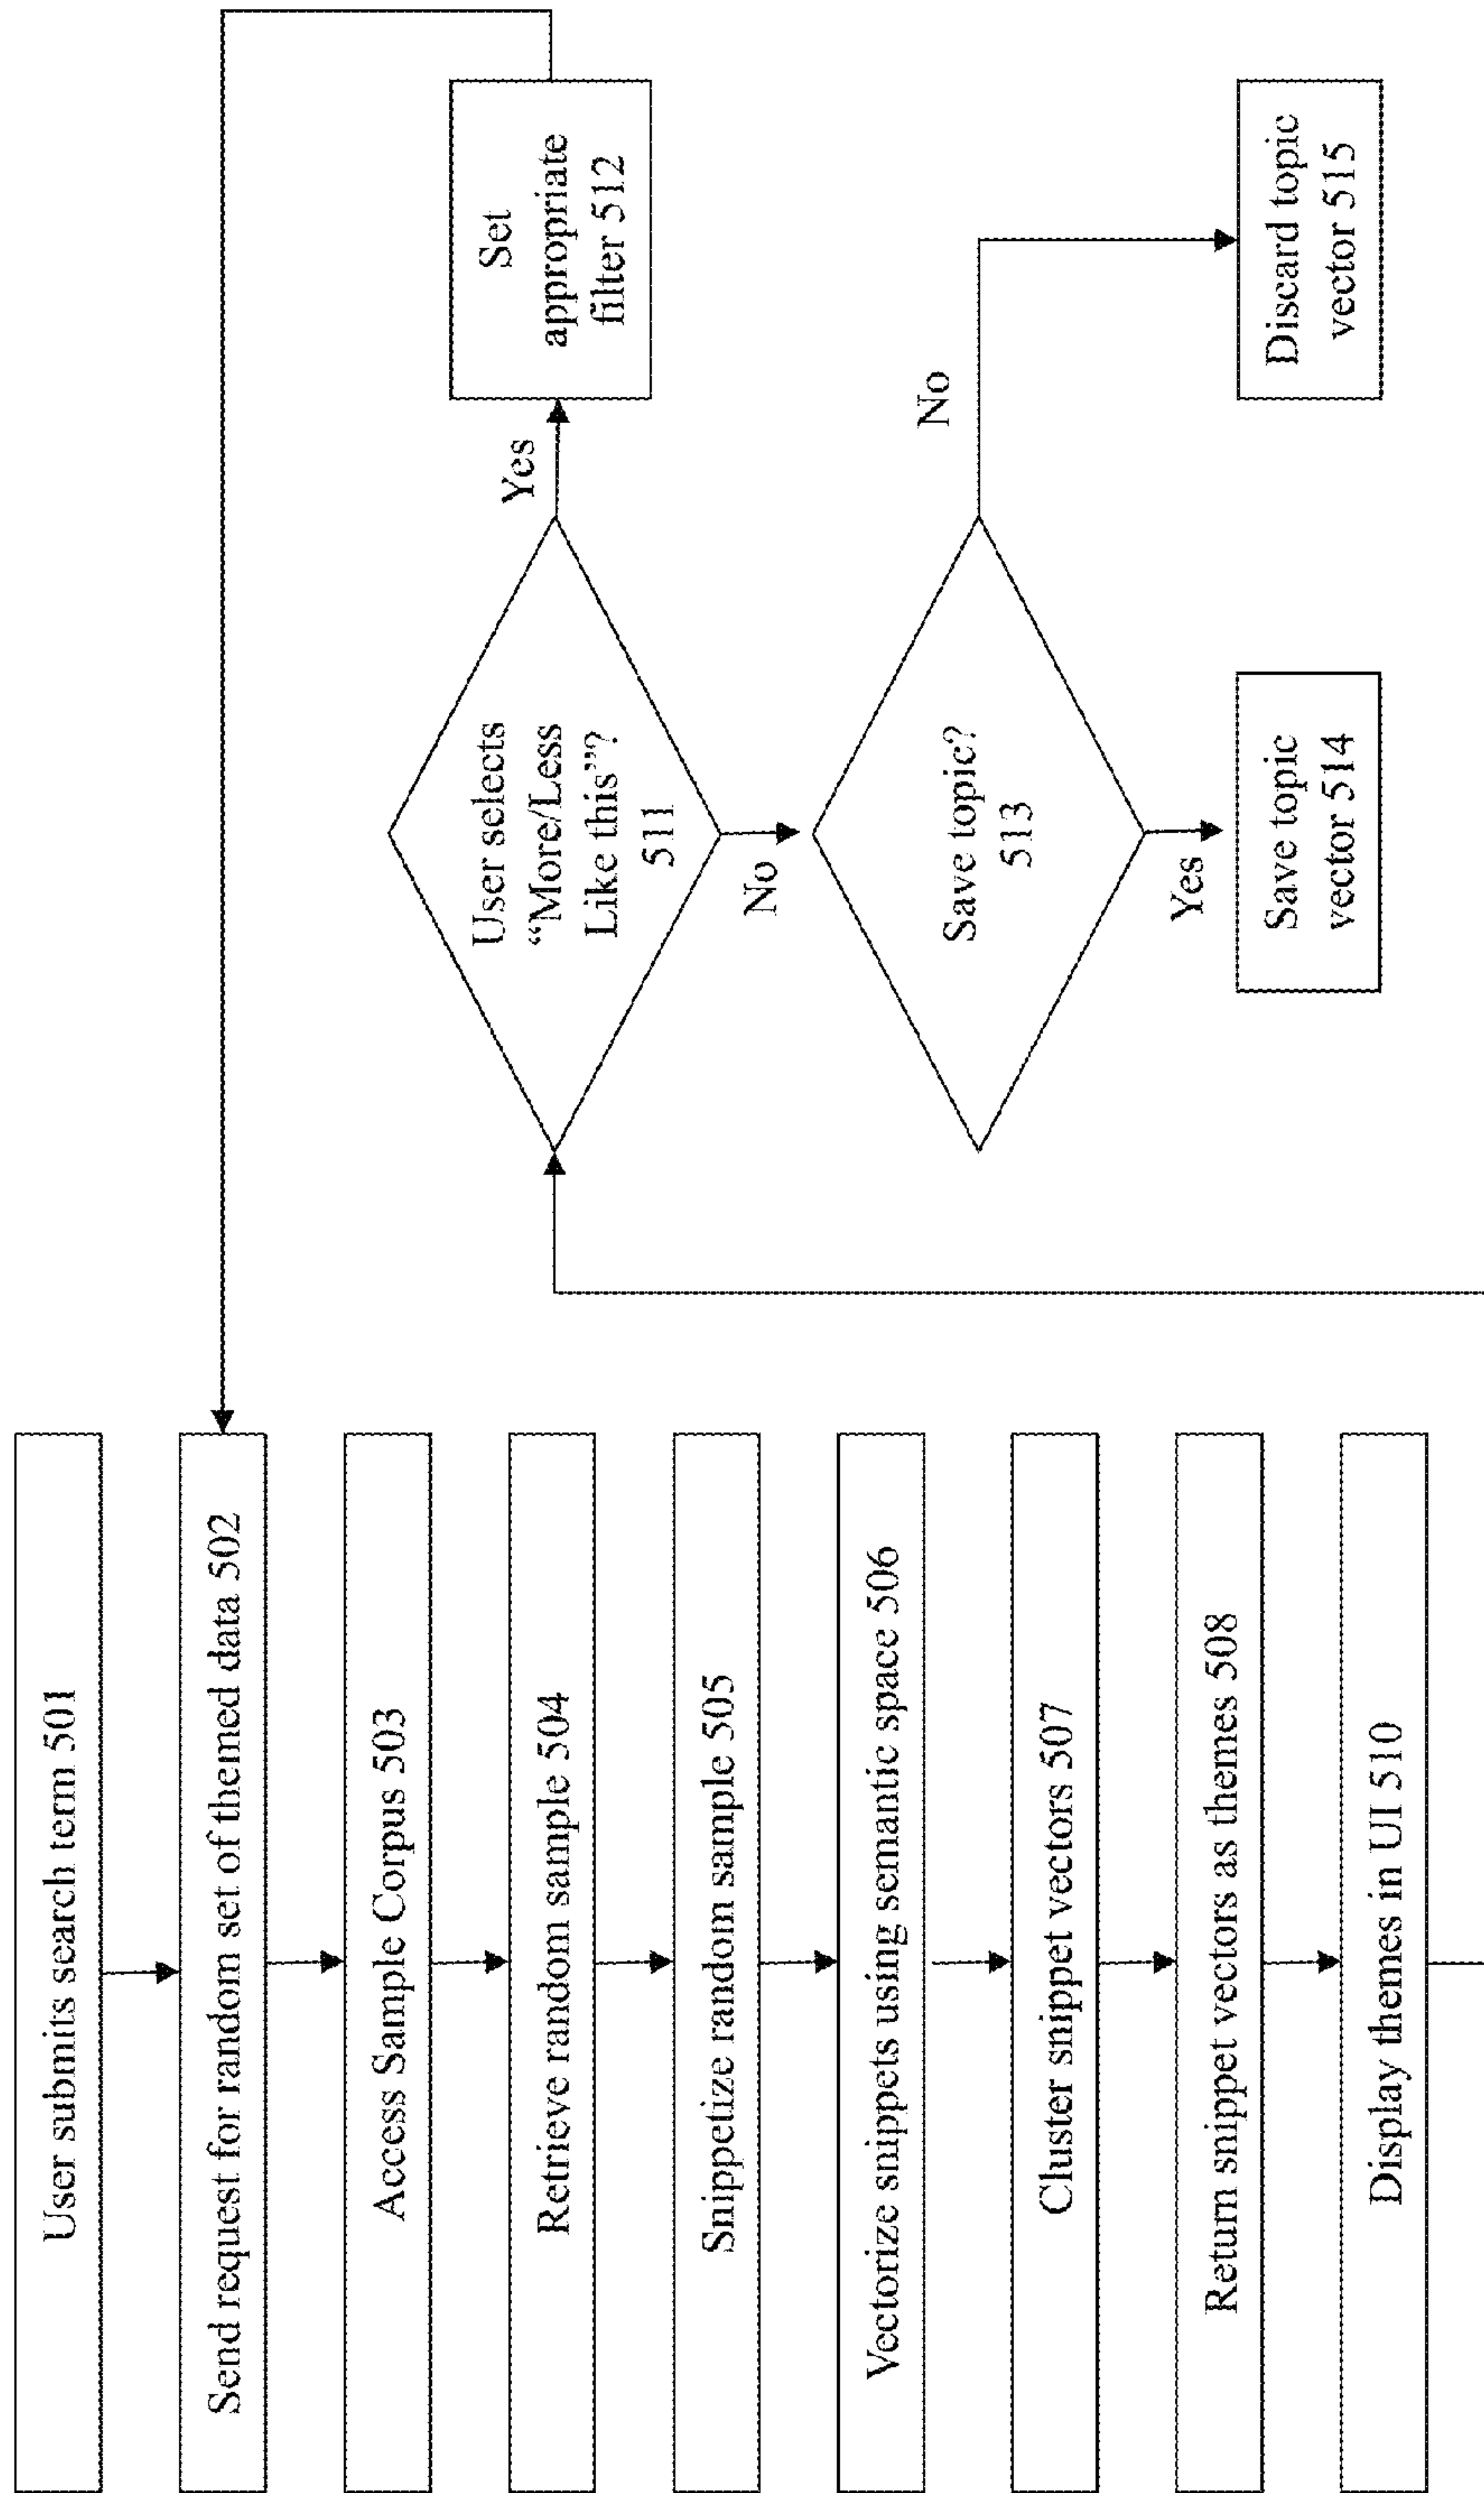 User submits search term 501
Send request for random set of themed data 502
Access Sample Corpus 503
Retrieve random sample 504
Snippetize random sample 505
Vectorize snippets using semantic space 506
Cluster snippet vectors 507
Return snippet vectors as themes 508
Display themes in UI 510
User selects
“More/Less
Like this”?
511
Yes
Set
appropriate
filter 512
No
Save topic?
513
No
Yes
Save topic
vector 514
Discard topic
vector 515